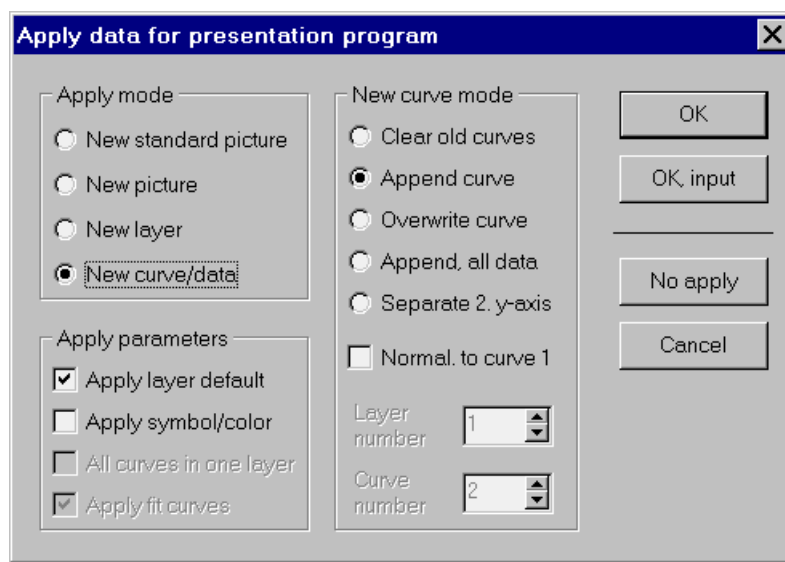 Apply data for presentation program
Apply mode
New standard picture
New picture
New layer
New curve/data
Apply parameters
Apply layer default
Apply symbol/color
All curves in one layer
Apply fit curves
New curve mode
Clear old curves
Append curve
Overwrite curve
Append, all data
Separate 2. y-axis
Normal. to curve 1
Layer
number
1
Curve
number
2
OK
OK, input
No apply
Cancel